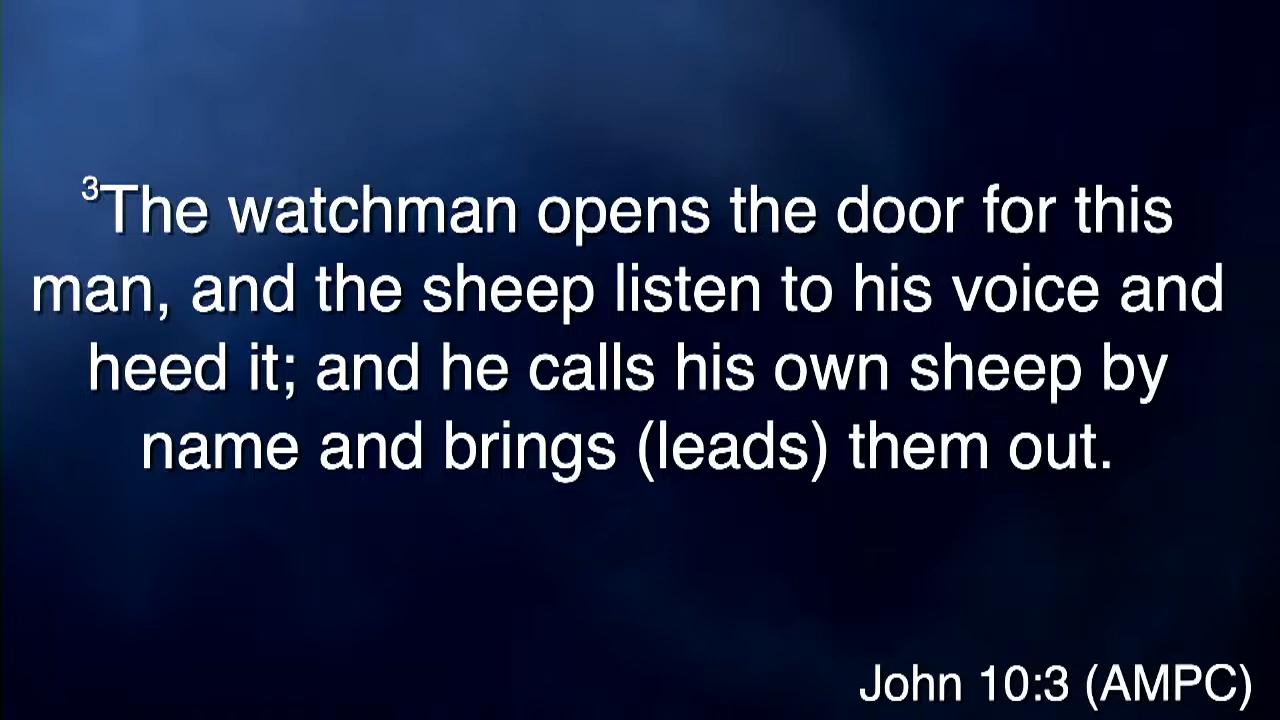 ³The watchman opens the door for this
man, and the sheep listen to his voice and
heed it; and he calls his own sheep by
name and brings (leads) them out.
John 10:3 (AMPC)